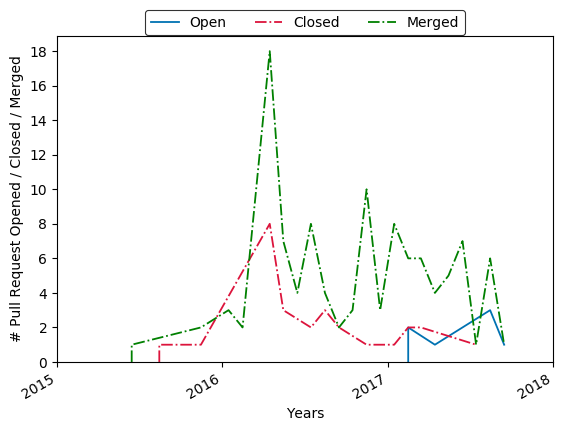 Open Closed Merged
# Pull Request Opened / Closed / Merged
18
16
14
12
10
8
6
4
2
0
2015 2016 2017 2018
Years